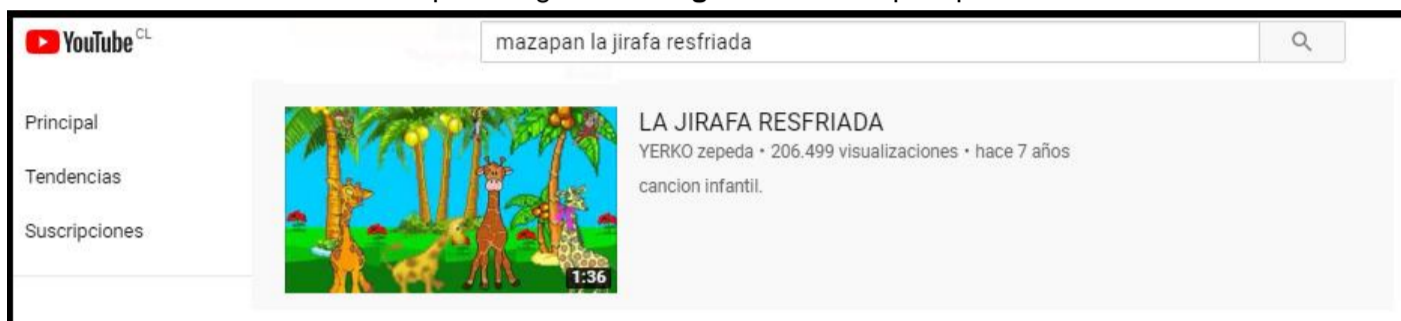 YouTube CL
mazapan la jirafa resfriada
Principal
Tendencias
Suscripciones
1:36
LA JIRAFA RESFRIADA
YERKO zepeda • 206.499 visualizaciones • hace 7 años
cancion infantil.